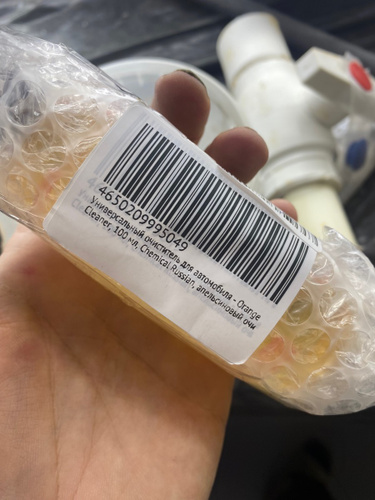 4650209995049
Универсальный очиститель для автомобиля - Orange
Cleaner, 100 мл, Chemical Russian, апельсиновый очи